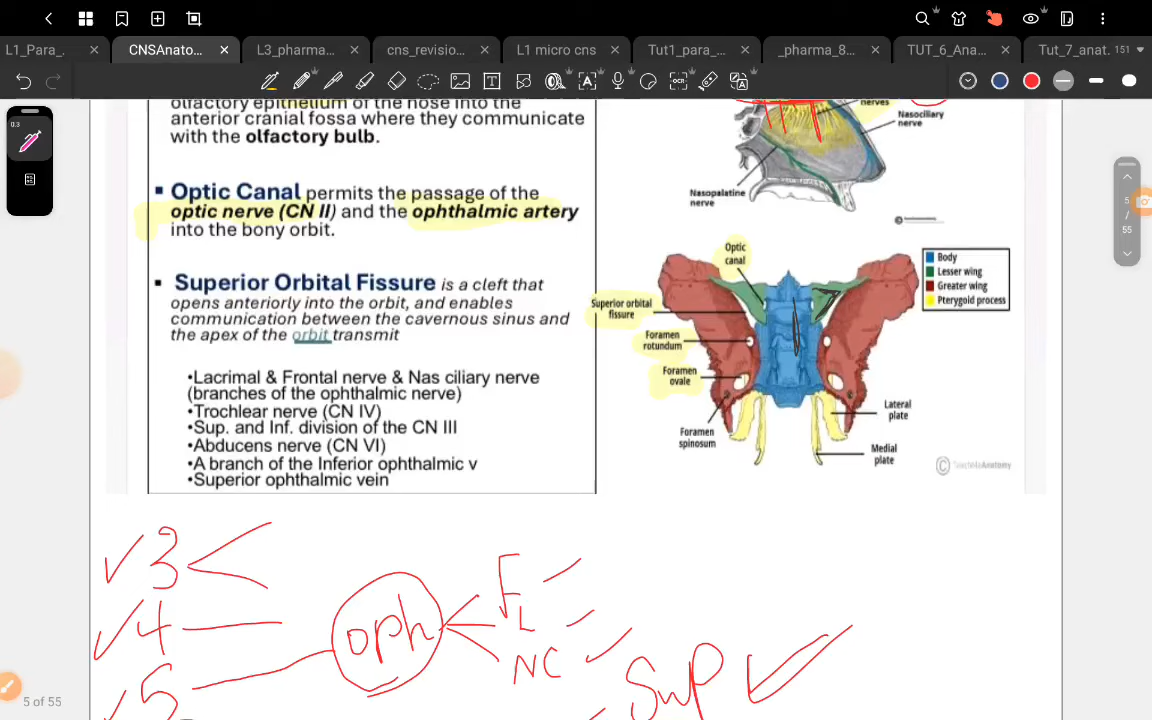 L1_Para_.
CNSAnato...
L3_pharma...
cns_revisio...
L1 micro cns
Tut1_para_...
_pharma_8...
TUT_6_Ana...
Tut_7_anat.
151
0.3
olfactory epithelium of the nose into the
anterior cranial fossa where they communicate
with the olfactory bulb.
▪ Optic Canal permits the passage of the
optic nerve (CN II) and the ophthalmic artery
into the bony orbit.
▪ Superior Orbital Fissure is a cleft that
opens anteriorly into the orbit, and enables
communication between the cavernous sinus and
the apex of the orbit transmit
•Lacrimal & Frontal nerve & Nas ciliary nerve
(branches of the ophthalmic nerve)
•Trochlear nerve (CN IV)
•Sup. and Inf. division of the CN III
•Abducens nerve (CN VI)
•A branch of the Inferior ophthalmic v
•Superior ophthalmic vein
nerves
Nasociliary
nerve
Nasopalatine
nerve
Optic
canal
Superior orbital
fissure
Foramen
rotundum
Foramen
ovale
Foramen
spinosum
Lateral
plate
Medial
plate
Body
Lesser wing
Greater wing
Pterygoid process
3
4
5
oph
F
L
NC
Sup
5
/
55
5 of 55